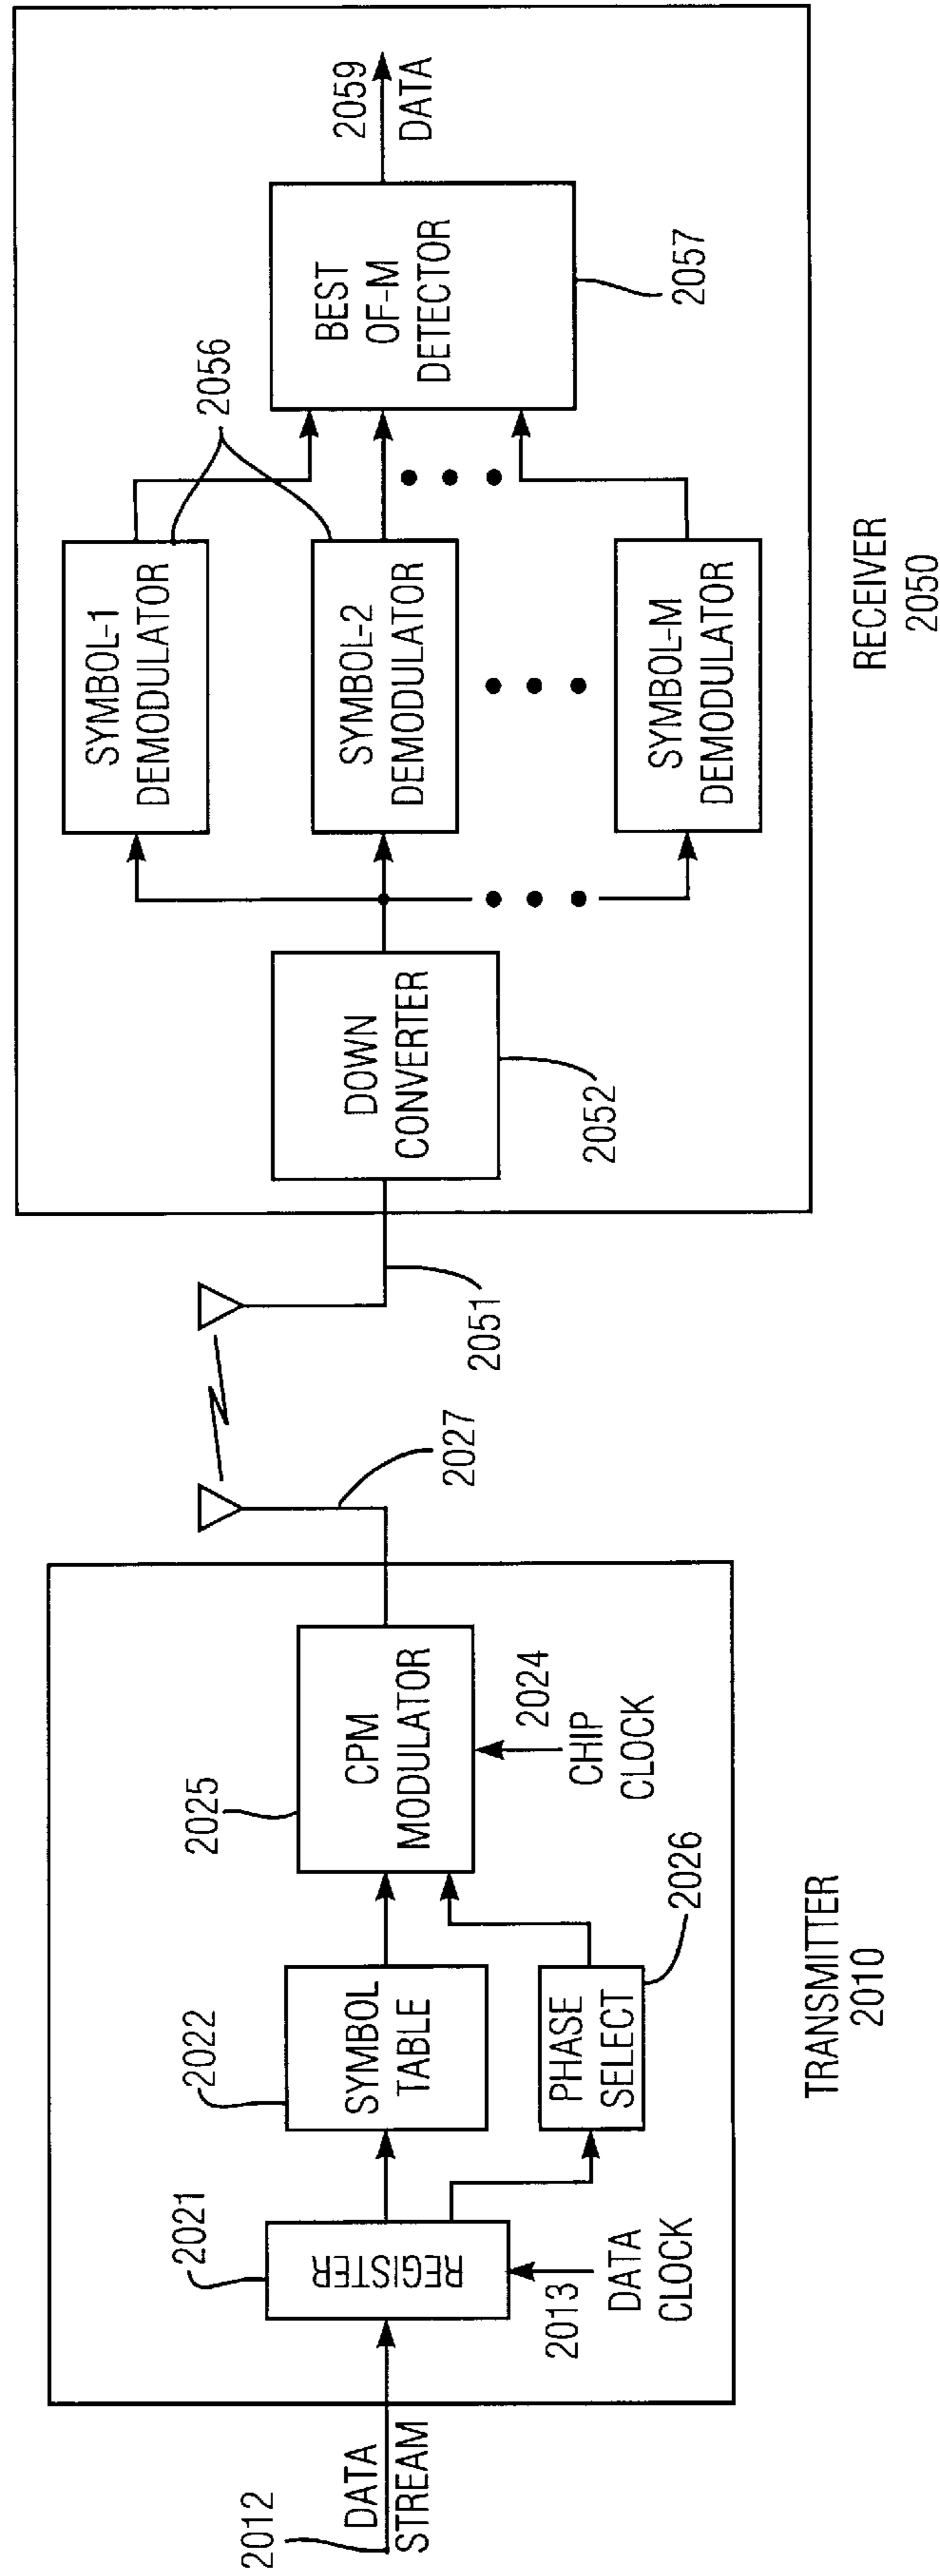 2012
DATA
STREAM
2021
REGISTER
2013
DATA
CLOCK
2022
SYMBOL
TABLE
PHASE
SELECT
2026
2025
CPM
MODULATOR
2024
CHIP
CLOCK
2027
TRANSMITTER
2010
2051
DOWN
CONVERTER
2052
SYMBOL-1
DEMODULATOR
SYMBOL-2
DEMODULATOR
SYMBOL-M
DEMODULATOR
2056
BEST
OF-M
DETECTOR
2057
2059
DATA
RECEIVER
2050